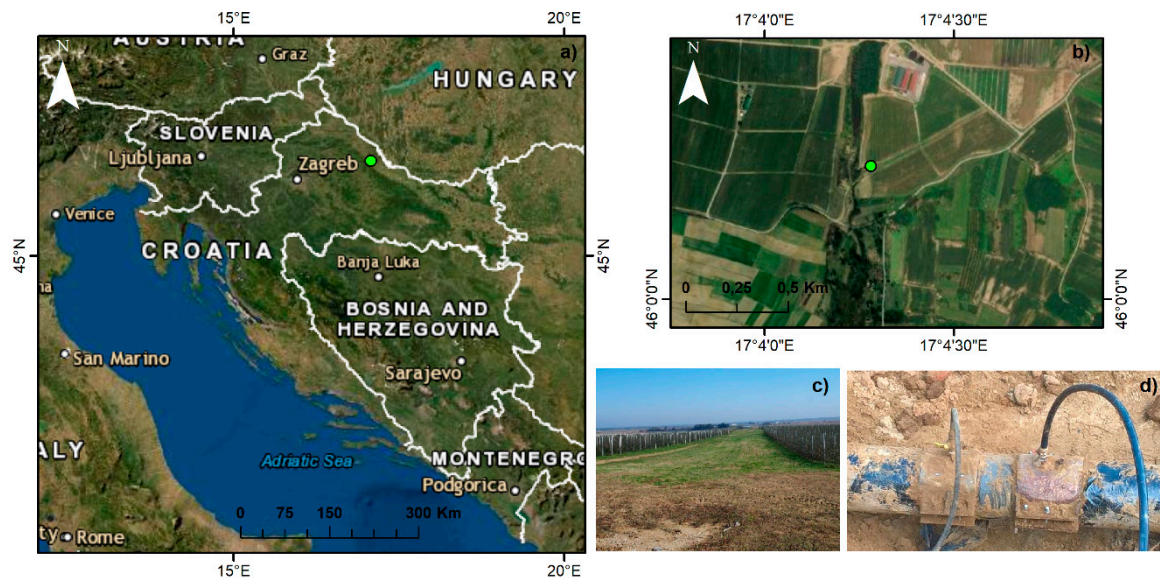 15°E
20°E
N
a)
AUSTRIA
Graz
HUNGARY
SLOVENIA
Ljubljana
Zagreb
Venice
CROATIA
Banja Luka
BOSNIA AND
HERZEGOVINA
San Marino
Sarajevo
Adriatic Sea
MONTENEGRO
Podgorica
ALY
0 75 150 300 Km
ty
Rome
45°N
45°N
15°E
20°E
17°4'0"E
17°4'30"E
N
b)
0 0,25 0,5 Km
46°0'0"N
46°0'0"N
17°4'0"E
17°4'30"E
c)
d)